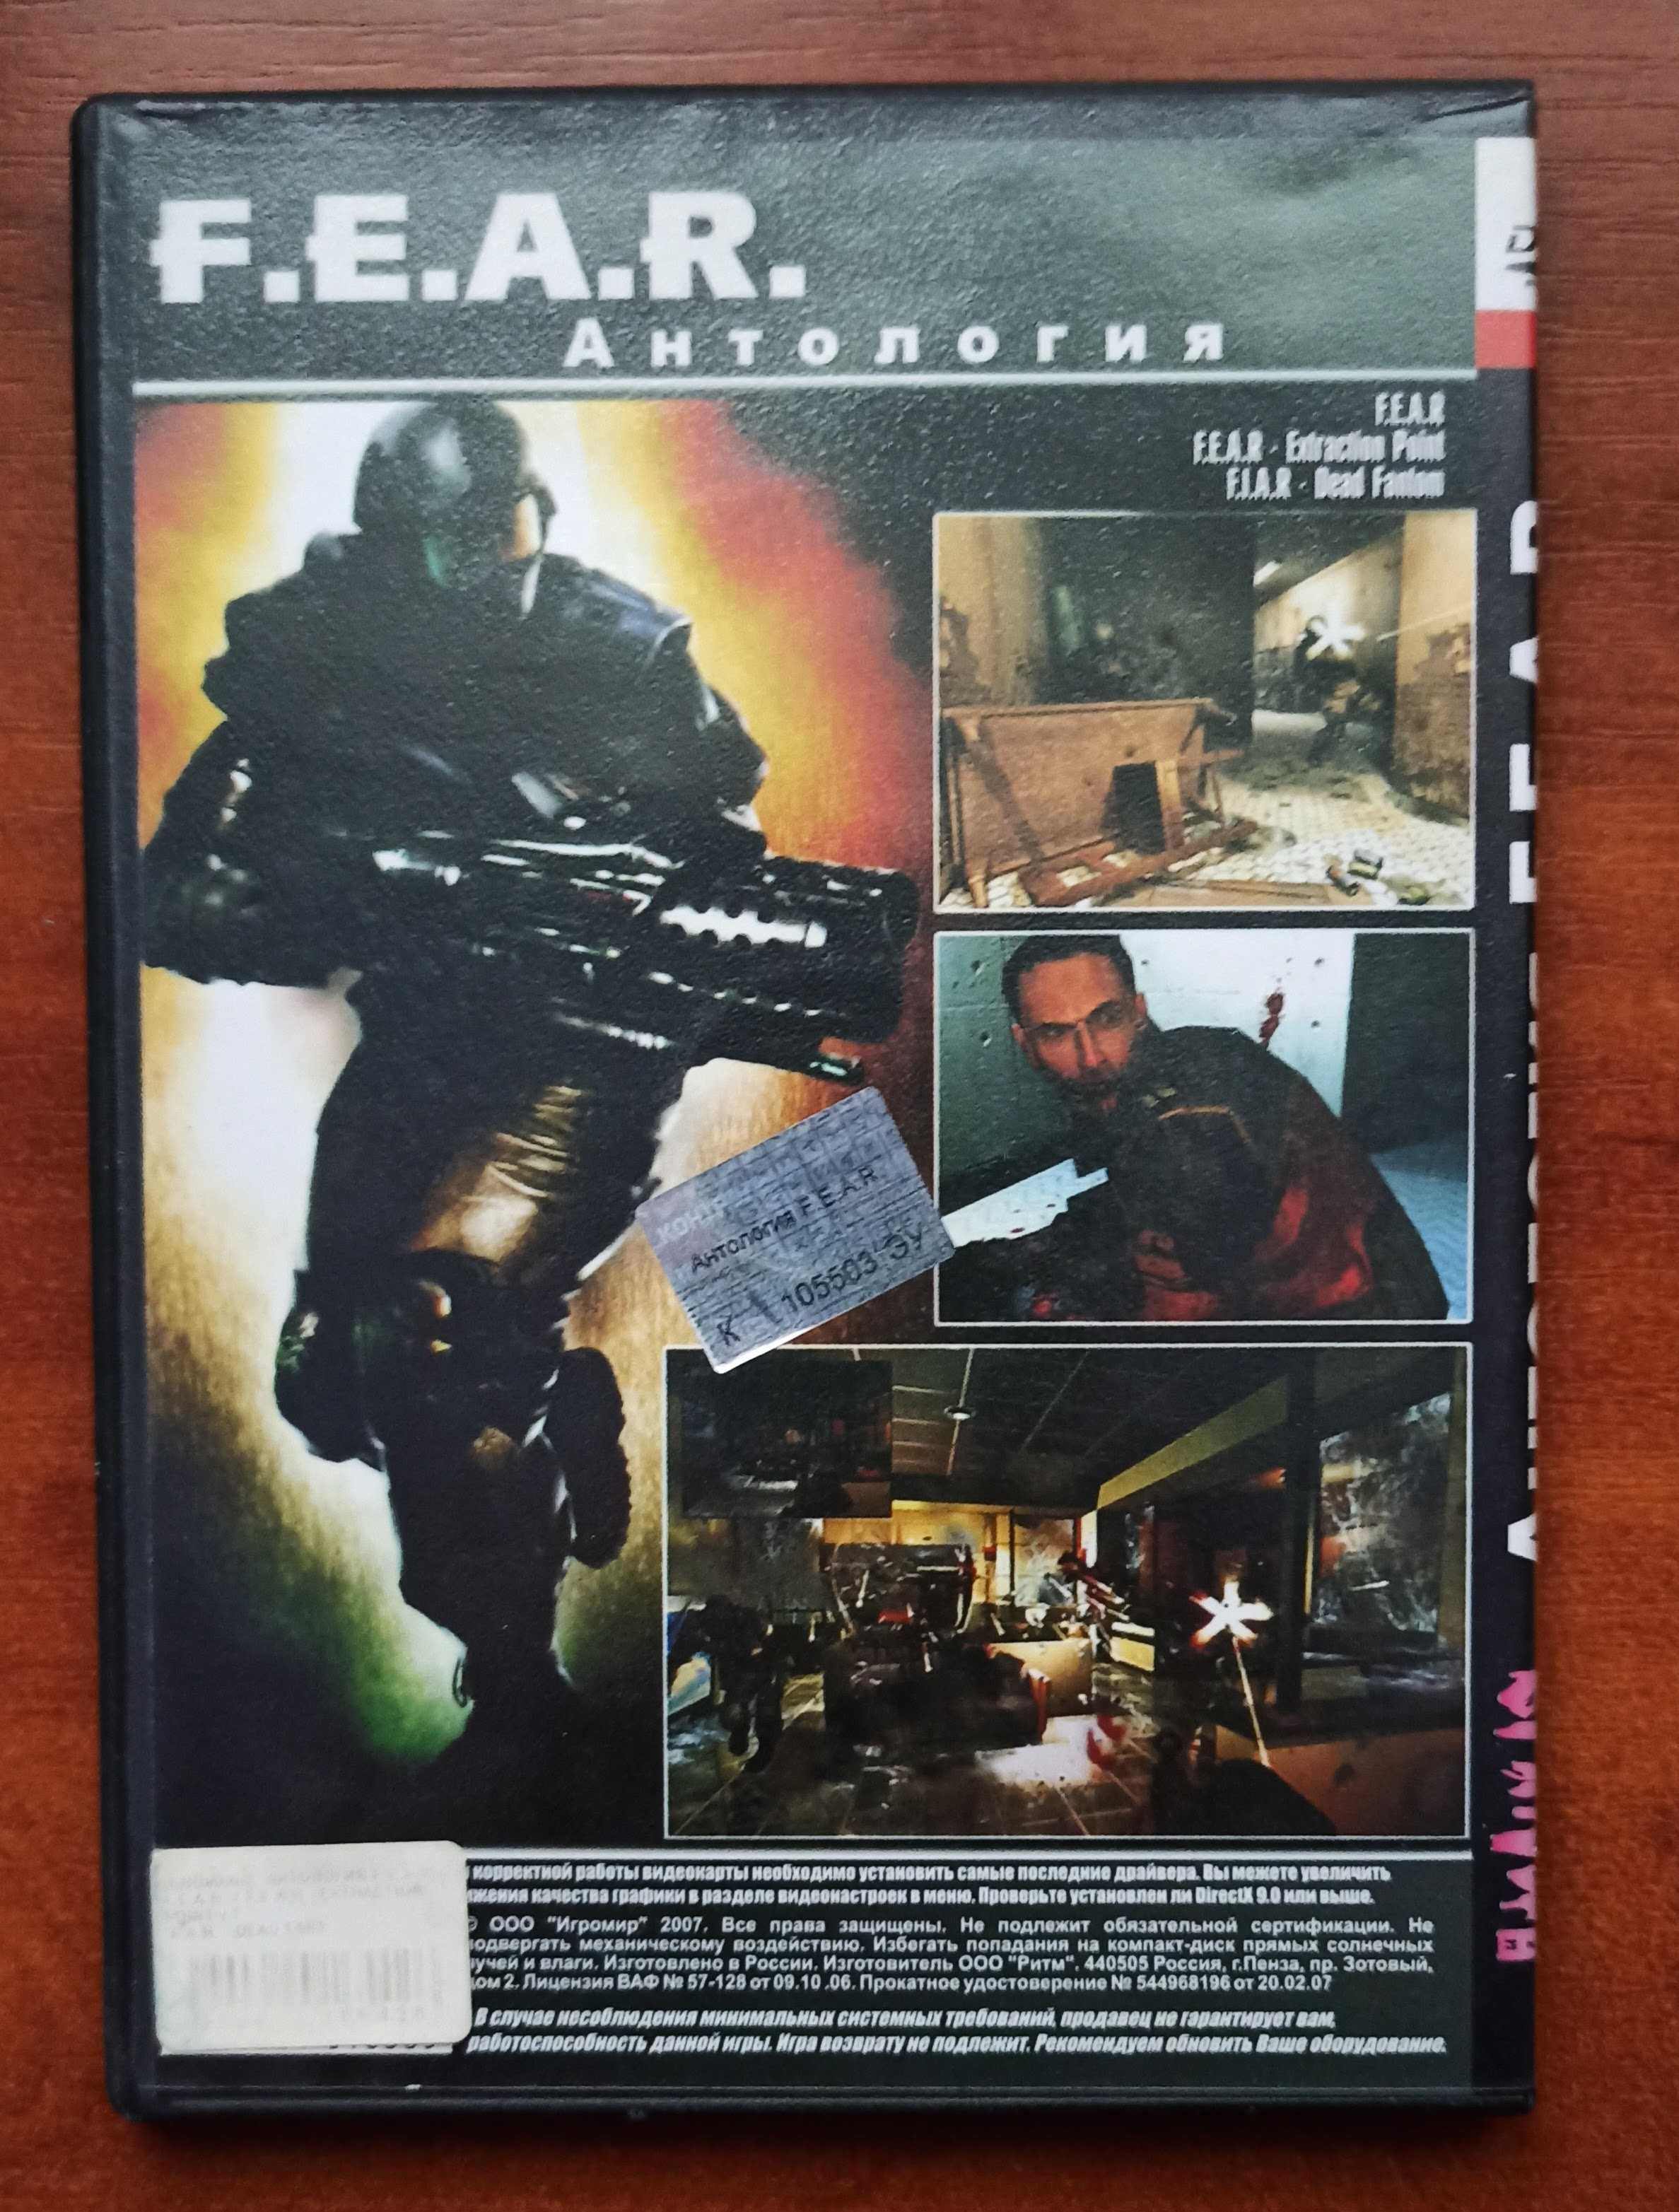 F.E.A.R.
Антология
F.E.A.R
F.E.A.R - Extraction Point
F.I.A.R - Dead Fantom
Антология F.E.A.R
К 105503 ЭУ
корректной работы видеокарты необходимо установить самые последние драйвера. Вы межете увеличить
жения качества графики в разделе видеонастроек в меню. Проверьте установлен ли DirectX 9.0 или выше.
© ООО "Игромир" 2007. Все права защищены. Не подлежит обязательной сертификации. Не
подвергать механическому воздействию. Избегать попадания на компакт-диск прямых солнечных
лучей и влаги. Изготовлено в России. Изготовитель ООО "Ритм". 440505 Россия, г.Пенза, пр. Зотовый,
дом 2. Лицензия ВАФ № 57-128 от 09.10 .06. Прокатное удостоверение № 544968196 от 20.02.07
В случае несоблюдения минимальных системных требований, продавец не гарантирует вам,
работоспособность данной игры. Игра возврату не подлежит. Рекомендуем обновить Ваше оборудование.